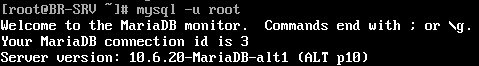 [root@BR-SRV ~]# mysql -u root
Welcome to the MariaDB monitor.  Commands end with ; or \g.
Your MariaDB connection id is 3
Server version: 10.6.20-MariaDB-alt1 (ALT p10)